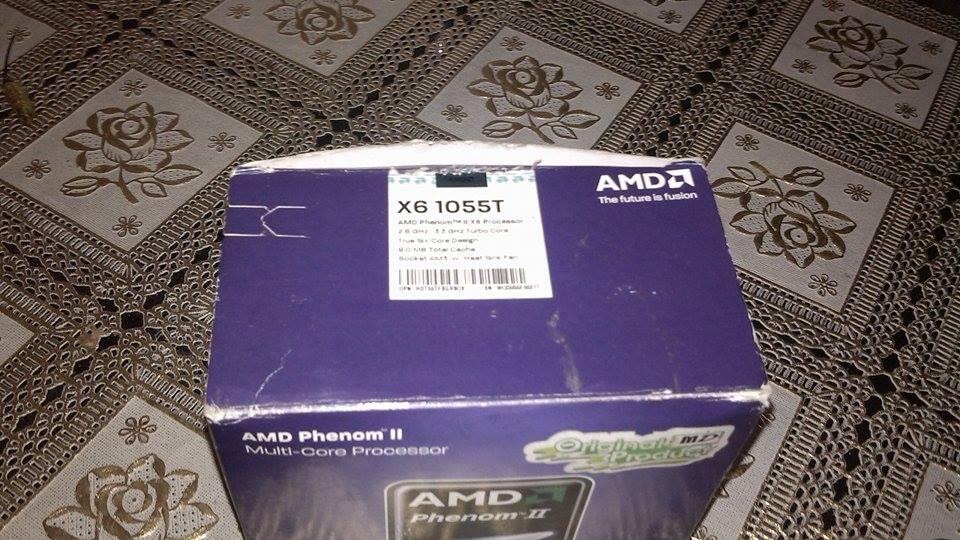 X6 1055T
AMD Phenom™ II X6 Processor
2.8 GHz 3.3 GHz Turbo Core
True Six Core Design
9.0 MB Total Cache
Socket AM3 w. Heat Sink Fan
AMD
The future is fusion
AMD Phenom™ II
Multi-Core Processor
Original
Product
AMD
Phenom™ II